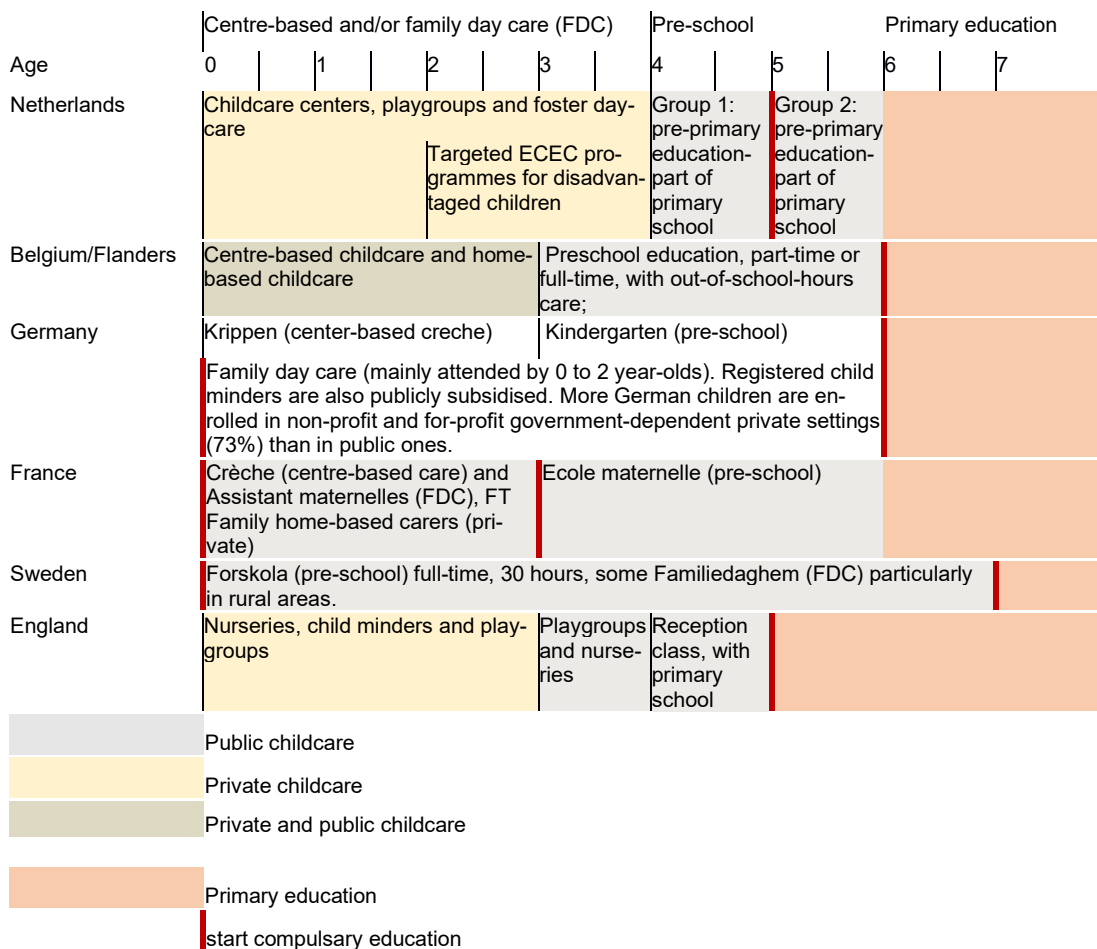 Centre-based and/or family day care (FDC) Pre-school Primary education
Age 0 1 2 3 4 5 6 7
Netherlands
Childcare centers, playgroups and foster day-
care
Targeted ECEC pro-
grammes for disadvan-
taged children
Group 1:
pre-primary
education-
part of
primary
school
Group 2:
pre-primary
education-
part of
primary
school
Belgium/Flanders
Centre-based childcare and home-
based childcare
Preschool education, part-time or
full-time, with out-of-school-hours
care;
Germany
Krippen (center-based creche)
Kindergarten (pre-school)
Family day care (mainly attended by 0 to 2 year-olds). Registered child
minders are also publicly subsidised. More German children are en-
rolled in non-profit and for-profit government-dependent private settings
(73%) than in public ones.
France
Crèche (centre-based care) and
Assistant maternelles (FDC), FT
Family home-based carers (pri-
vate)
Ecole maternelle (pre-school)
Sweden
Forskola (pre-school) full-time, 30 hours, some Familiedaghem (FDC) particularly
in rural areas.
England
Nurseries, child minders and play-
groups
Playgroups
and nurse-
ries
Reception
class, with
primary
school
Public childcare
Private childcare
Private and public childcare
Primary education
start compulsary education